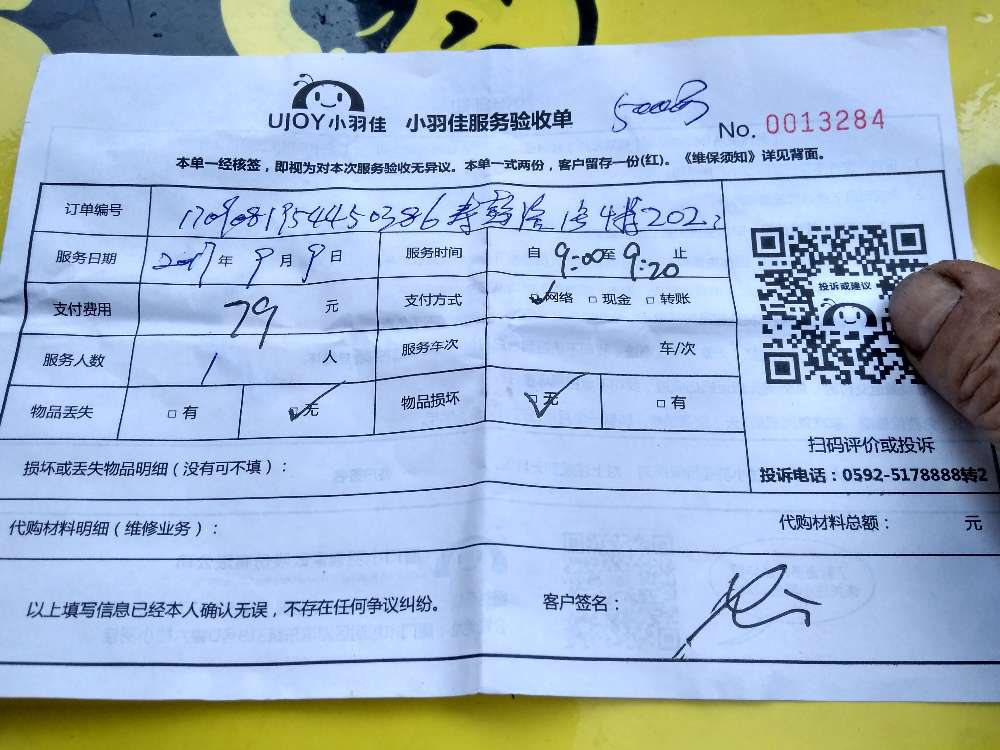 UJOY小羽佳 小羽佳服务验收单 No. 0013284
本单一经核签，即视为对本次服务验收无异议。本单一式两份，客户留存一份(红)。《维保须知》详见背面。
订单编号
服务日期 2017年9月9日 服务时间 自9:00至9:20止
支付费用 79元 支付方式 ☑网络 □现金 □转账
服务人数 1人 服务车次 车/次
物品丢失 □有 ☑无 物品损坏 ☑无 □有
投诉或建议
扫码评价或投诉
投诉电话：0592-5178888转2
损坏或丢失物品明细（没有可不填）：
代购材料明细（维修业务）： 代购材料总额： 元
以上填写信息已经本人确认无误，不存在任何争议纠纷。 客户签名：